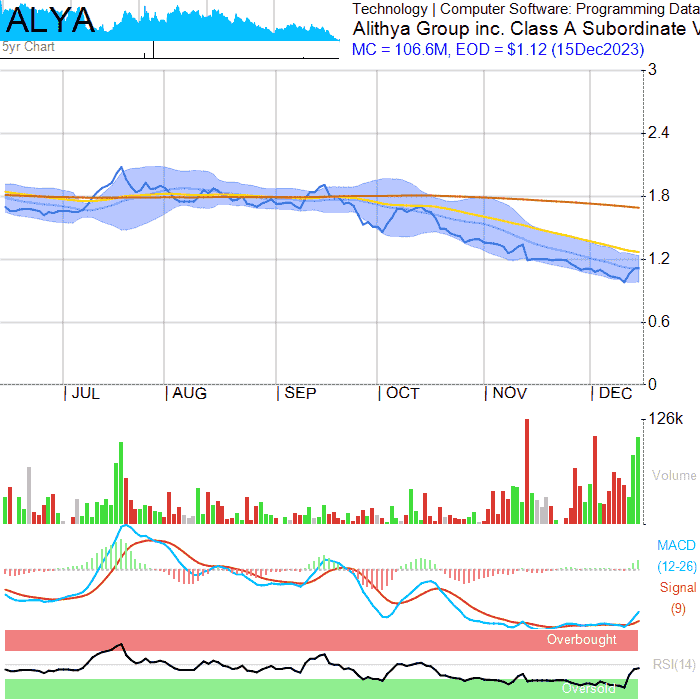 ALYA
5yr Chart
Technology | Computer Software: Programming Data
Alithya Group inc. Class A Subordinate V
MC = 106.6M, EOD = $1.12 (15Dec2023)
3
2.4
1.8
1.2
0.6
0
JUL AUG SEP OCT NOV DEC
126k
Volume
MACD
(12-26)
Signal
(9)
Overbought
RSI(14)
Oversold